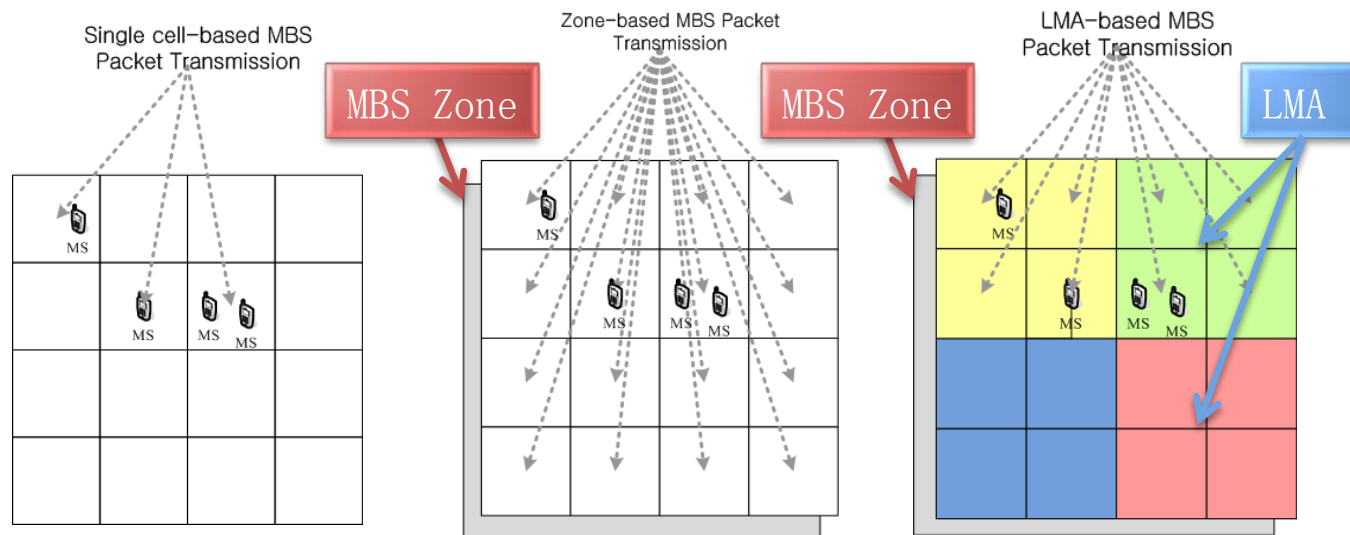 Single cell-based MBS
Packet Transmission
MS
MS
MS
MS
Zone-based MBS Packet
Transmission
MBS Zone
MS
MS
MS
MS
LMA-based MBS
Packet Transmission
MBS Zone
LMA
MS
MS
MS
MS